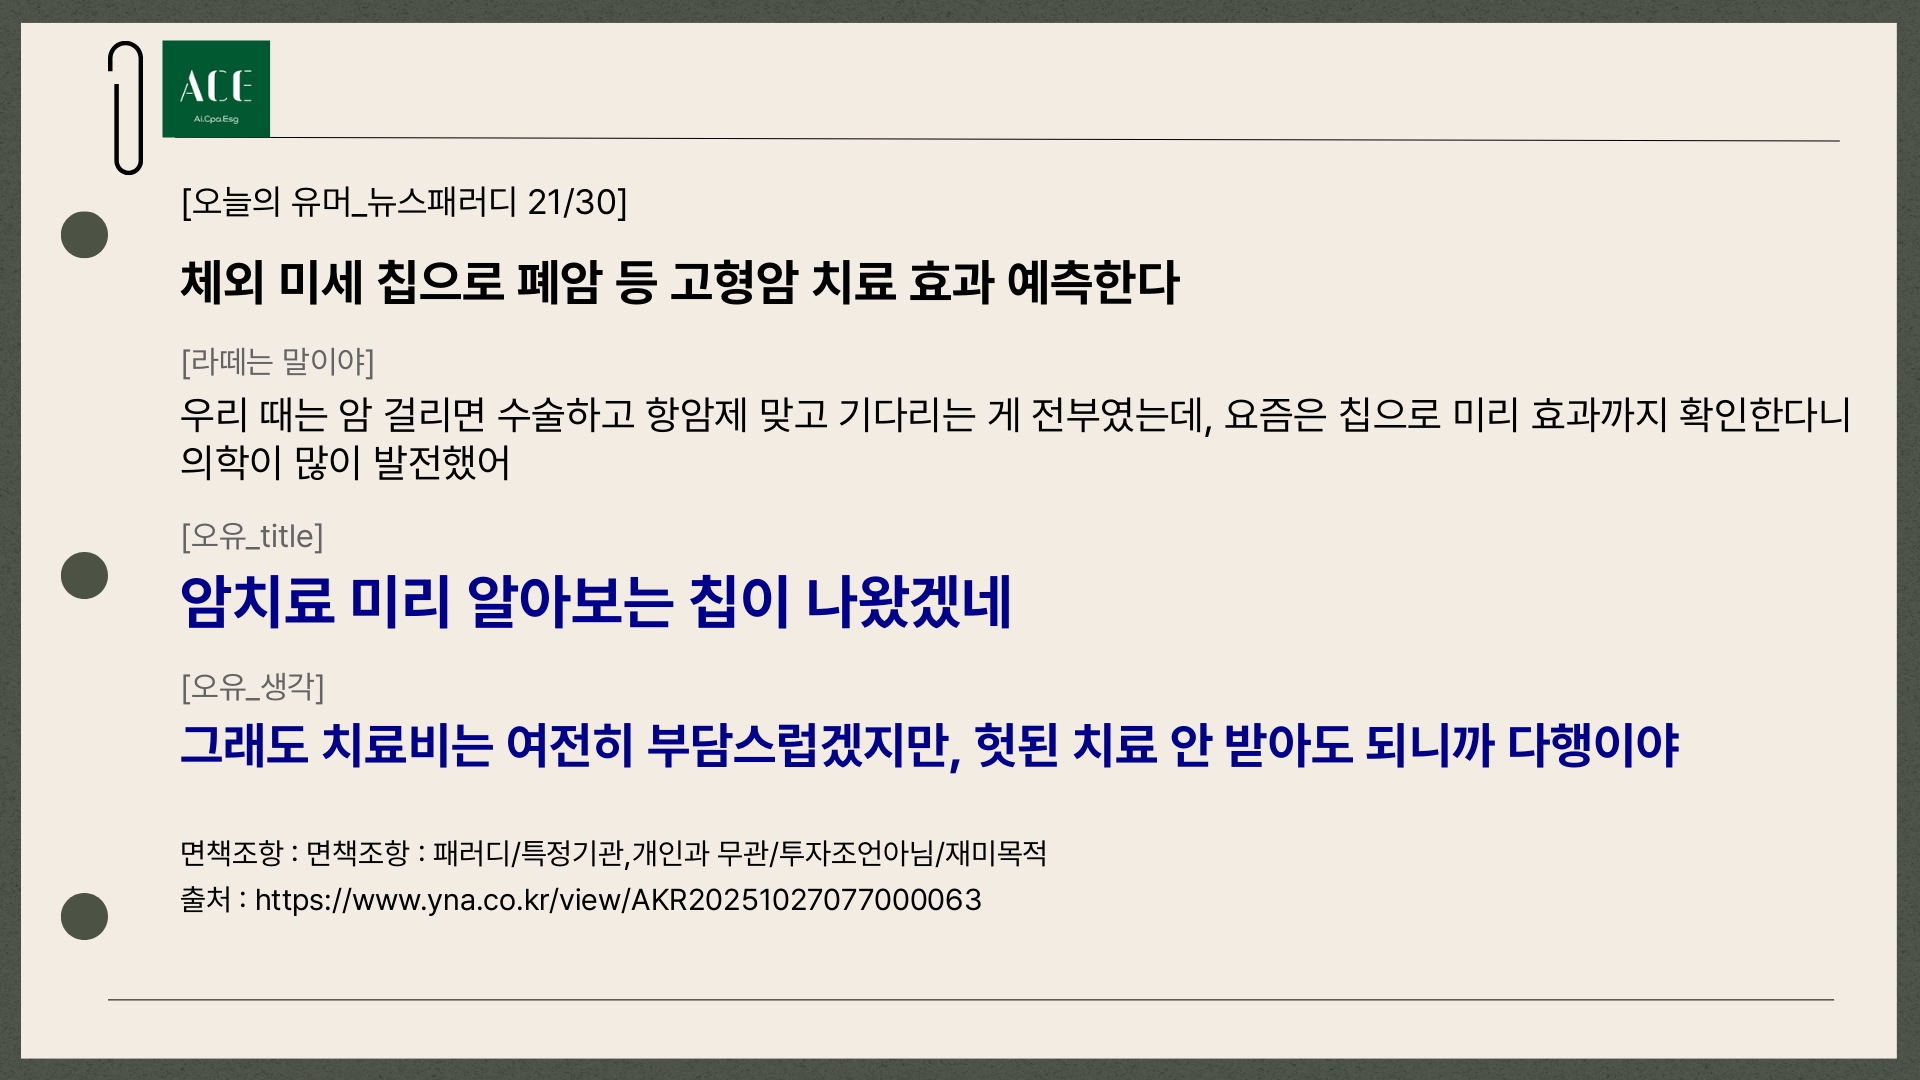 ACE
Ai.Cpa.Esg
[오늘의 유머_뉴스패러디 21/30]
체외 미세 칩으로 폐암 등 고형암 치료 효과 예측한다
[라떼는 말이야]
우리 때는 암 걸리면 수술하고 항암제 맞고 기다리는 게 전부였는데, 요즘은 칩으로 미리 효과까지 확인한다니
의학이 많이 발전했어
[오유_title]
암치료 미리 알아보는 칩이 나왔겠네
[오유_생각]
그래도 치료비는 여전히 부담스럽겠지만, 헛된 치료 안 받아도 되니까 다행이야
면책조항 : 면책조항 : 패러디/특정기관,개인과 무관/투자조언아님/재미목적
출처 : https://www.yna.co.kr/view/AKR20251027077000063